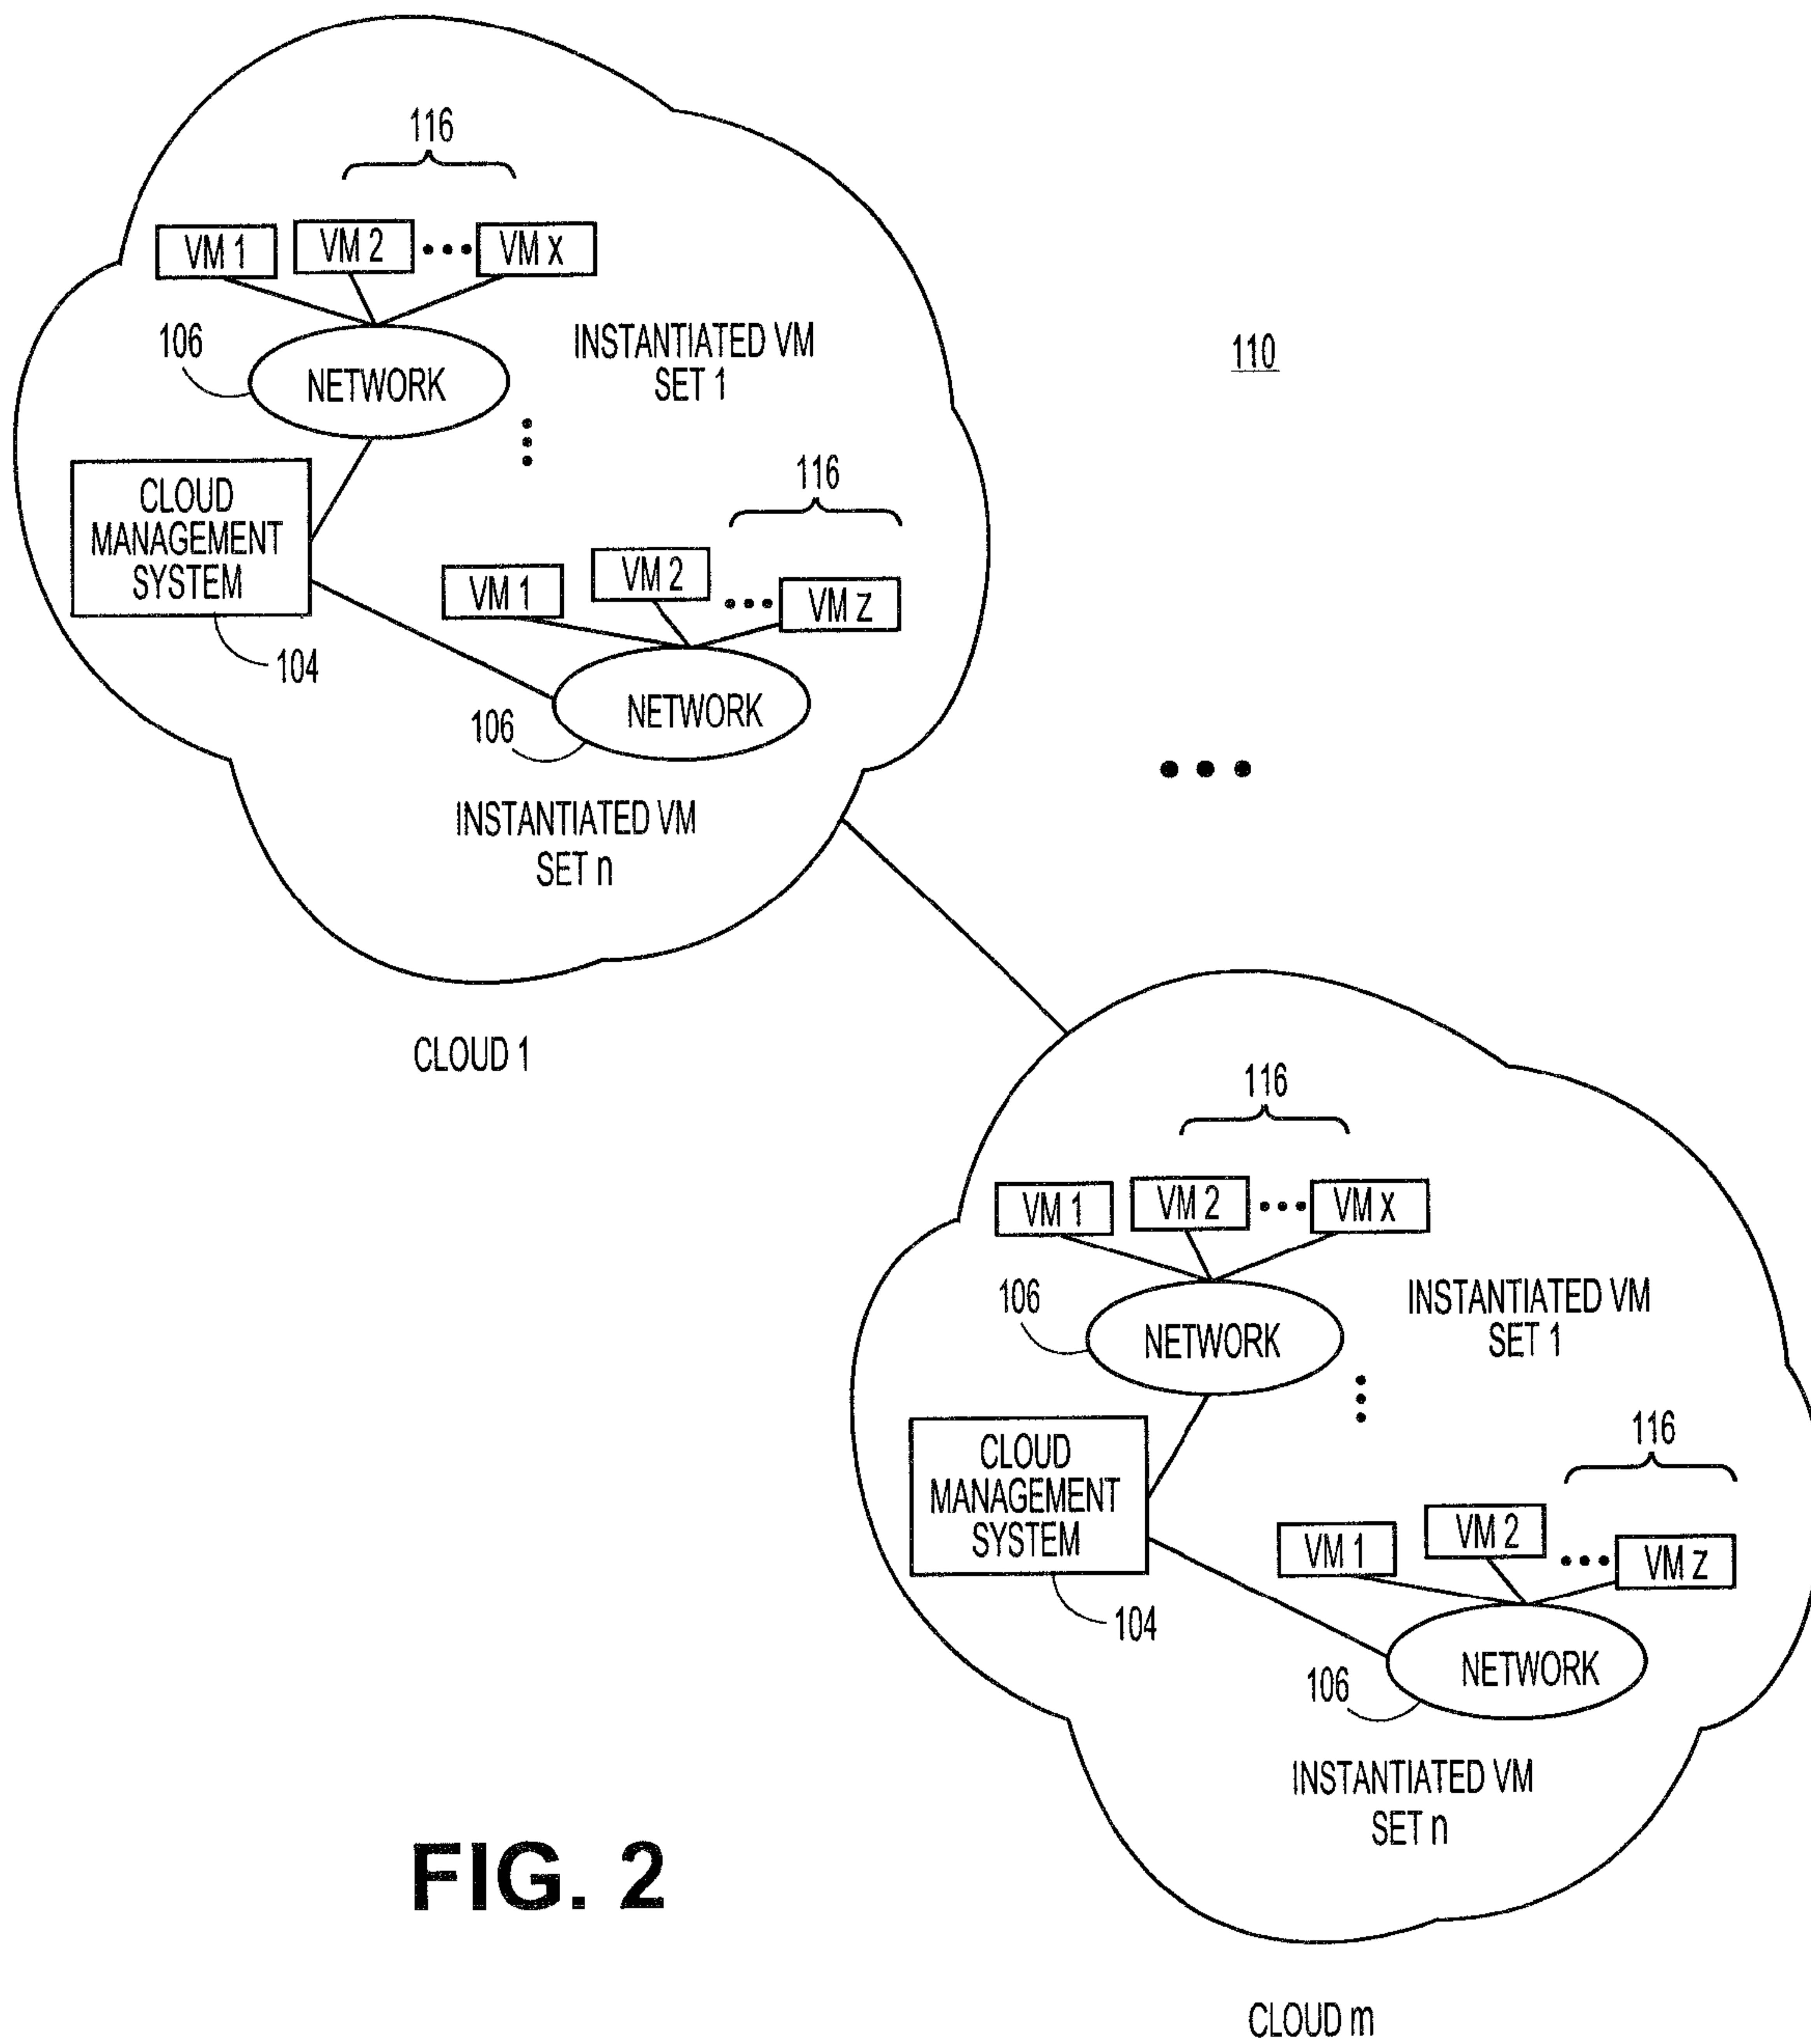 116
VM 1
VM 2
VM X
106
NETWORK
INSTANTIATED VM
SET 1
110
CLOUD
MANAGEMENT
SYSTEM
104
116
VM 1
VM 2
VM Z
106
NETWORK
INSTANTIATED VM
SET n
CLOUD 1
116
VM 1
VM 2
VM X
106
NETWORK
INSTANTIATED VM
SET 1
CLOUD
MANAGEMENT
SYSTEM
104
116
VM 1
VM 2
VM Z
106
NETWORK
INSTANTIATED VM
SET n
FIG. 2
CLOUD m